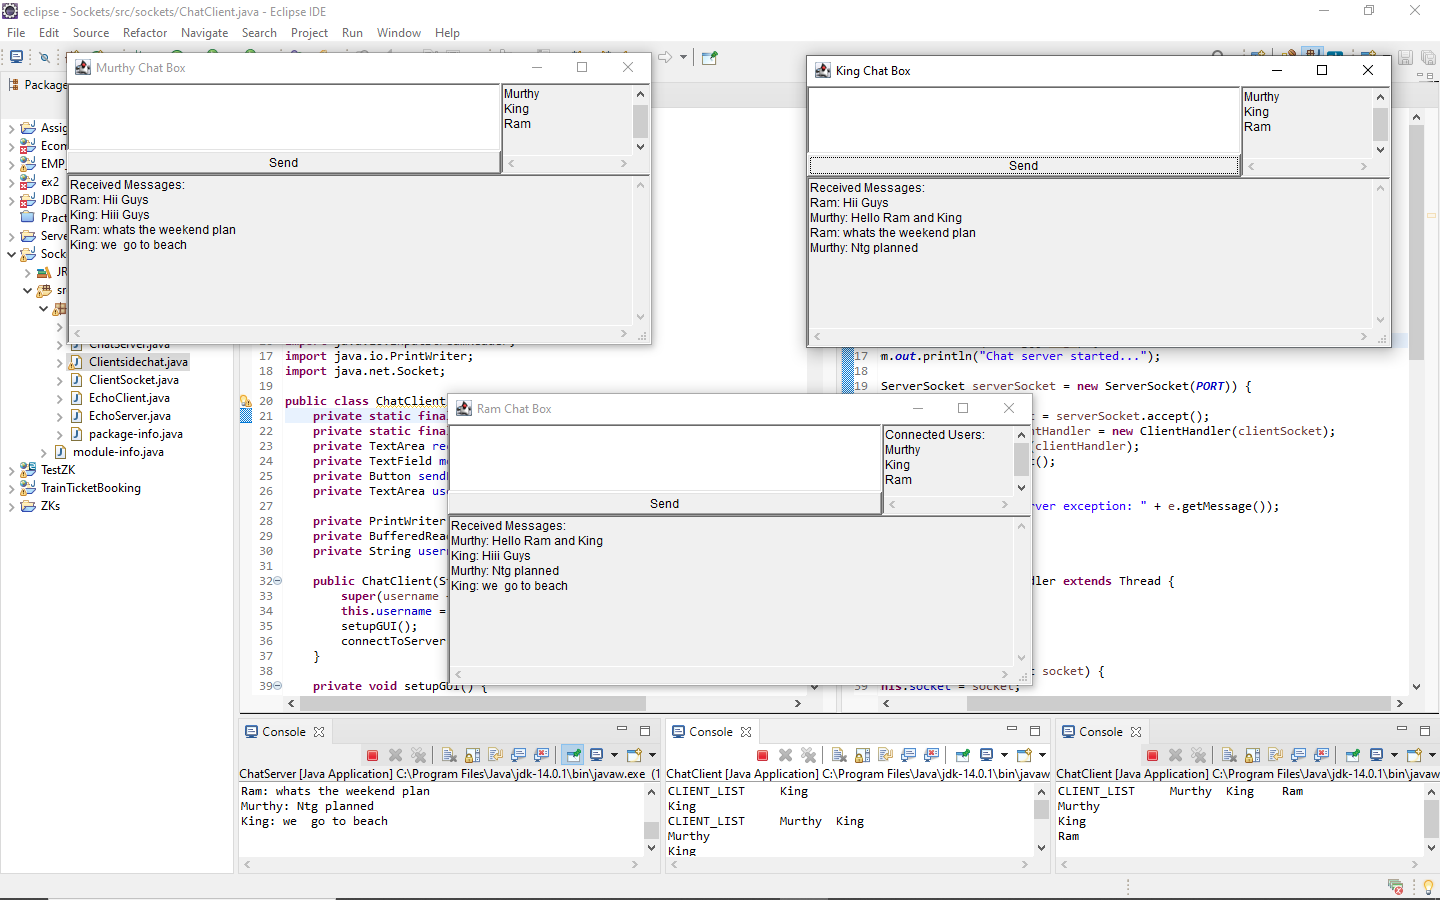 eclipse - Sockets/src/sockets/ChatClient.java - Eclipse IDE
File Edit Source Refactor Navigate Search Project Run Window Help
Package
Assig
Econ
EMP_
ex2
JDBC
Pract
Serve
Sock
JR
sr
ChatServer.java
Clientsidechat.java
ClientSocket.java
EchoClient.java
EchoServer.java
package-info.java
module-info.java
TestZK
TrainTicketBooking
ZKs
Murthy Chat Box
Send
Murthy
King
Ram
Received Messages:
Ram: Hii Guys
King: Hiii Guys
Ram: whats the weekend plan
King: we  go to beach
King Chat Box
Send
Murthy
King
Ram
Received Messages:
Ram: Hii Guys
Murthy: Hello Ram and King
Ram: whats the weekend plan
Murthy: Ntg planned
17 import java.io.PrintWriter;
18 import java.net.Socket;
19
20 public class ChatClient
21 private static fina
22 private static fina
23 private TextArea re
24 private TextField m
25 private Button send
26 private TextArea us
27
28 private PrintWriter
29 private BufferedRea
30 private String user
31
32 public ChatClient(S
33 super(username
34 this.username =
35 setupGUI();
36 connectToServer
37 }
38
39 private void setupGUI() {
17 m.out.println("Chat server started...");
18
19 ServerSocket serverSocket = new ServerSocket(PORT)) {
t = serverSocket.accept();
ntHandler = new ClientHandler(clientSocket);
(clientHandler);
t();
ver exception: " + e.getMessage());
dler extends Thread {
t socket) {
39 his.socket = socket;
Ram Chat Box
Send
Connected Users:
Murthy
King
Ram
Received Messages:
Murthy: Hello Ram and King
King: Hiii Guys
Murthy: Ntg planned
King: we  go to beach
Console
ChatServer [Java Application] C:\Program Files\Java\jdk-14.0.1\bin\javaw.exe (1
Ram: whats the weekend plan
Murthy: Ntg planned
King: we  go to beach
Console
ChatClient [Java Application] C:\Program Files\Java\jdk-14.0.1\bin\javaw
CLIENT_LIST King
King
CLIENT_LIST Murthy King
Murthy
King
Console
ChatClient [Java Application] C:\Program Files\Java\jdk-14.0.1\bin\javaw
CLIENT_LIST Murthy King Ram
Murthy
King
Ram